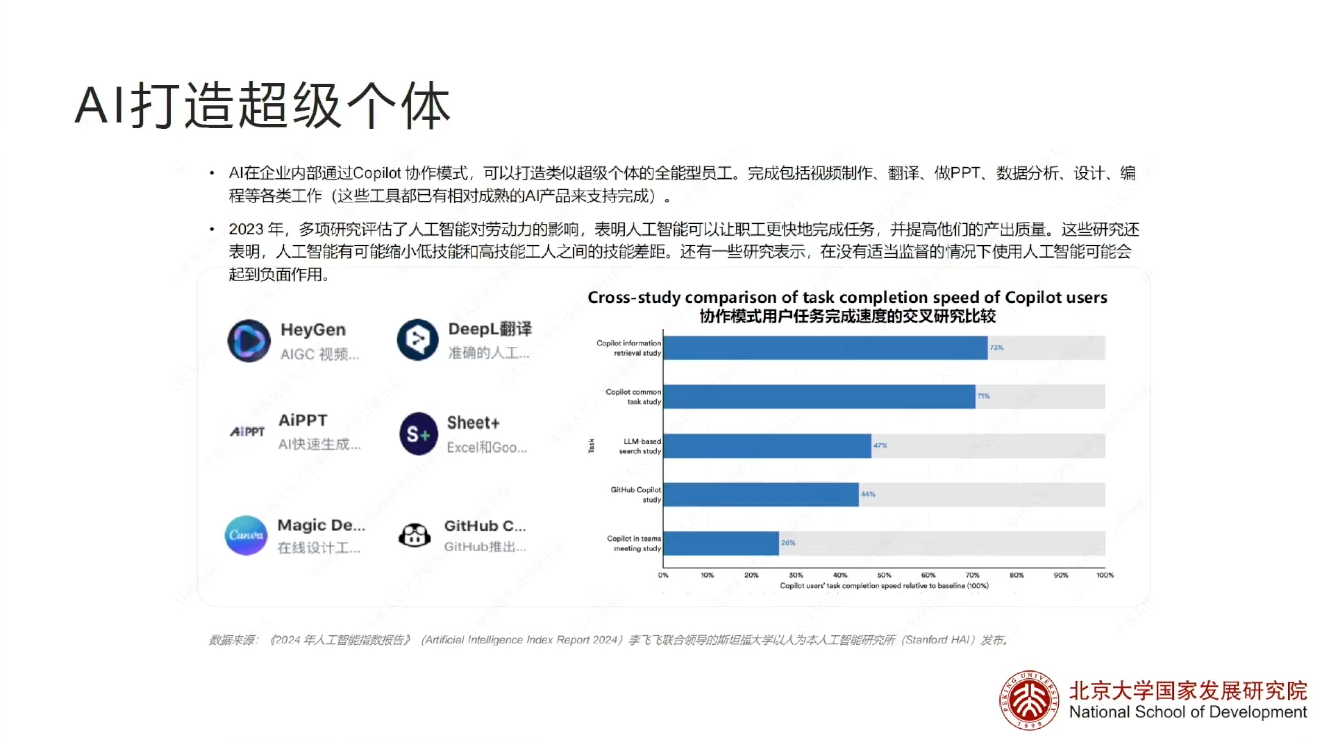 AI打造超级个体
• AI在企业内部通过Copilot 协作模式，可以打造类似超级个体的全能型员工。完成包括视频制作、翻译、做PPT、数据分析、设计、编
程等各类工作（这些工具都已有相对成熟的AI产品来支持完成）。
• 2023 年，多项研究评估了人工智能对劳动力的影响，表明人工智能可以让职工更快地完成任务，并提高他们的产出质量。这些研究还
表明，人工智能有可能缩小低技能和高技能工人之间的技能差距。还有一些研究表示，在没有适当监督的情况下使用人工智能可能会
起到负面作用。
HeyGen
AIGC 视频...
DeepL翻译
准确的人工...
AiPPT
AiPPT
AI快速生成...
S+
Sheet+
Excel和Goo...
Canva
Magic De...
在线设计工...
GitHub C...
GitHub推出...
Cross-study comparison of task completion speed of Copilot users
协作模式用户任务完成速度的交叉研究比较
Task
Copilot information
retrieval study
73%
Copilot common
task study
71%
LLM-based
search study
47%
GitHub Copilot
study
44%
Copilot in teams
meeting study
26%
0% 10% 20% 30% 40% 50% 60% 70% 80% 90% 100%
Copilot users' task completion speed relative to baseline (100%)
数据来源：《2024 年人工智能指数报告》（Artificial Intelligence Index Report 2024）李飞飞联合领导的斯坦福大学以人为本人工智能研究所（Stanford HAI）发布。
PEKING UNIVERSITY
1898
北京大学国家发展研究院
National School of Development